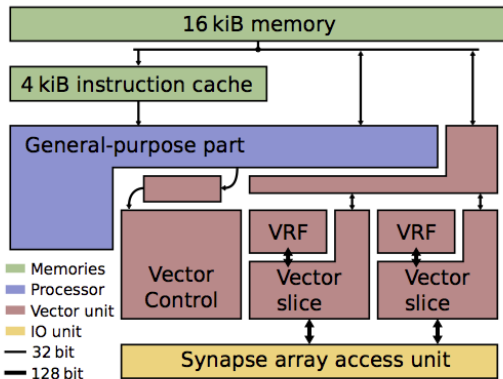 16 kiB memory
4 kiB instruction cache
General-purpose part
VRF
VRF
Vector
Control
Vector
slice
Vector
slice
Memories
Processor
Vector unit
IO unit
32 bit
128 bit
Synapse array access unit